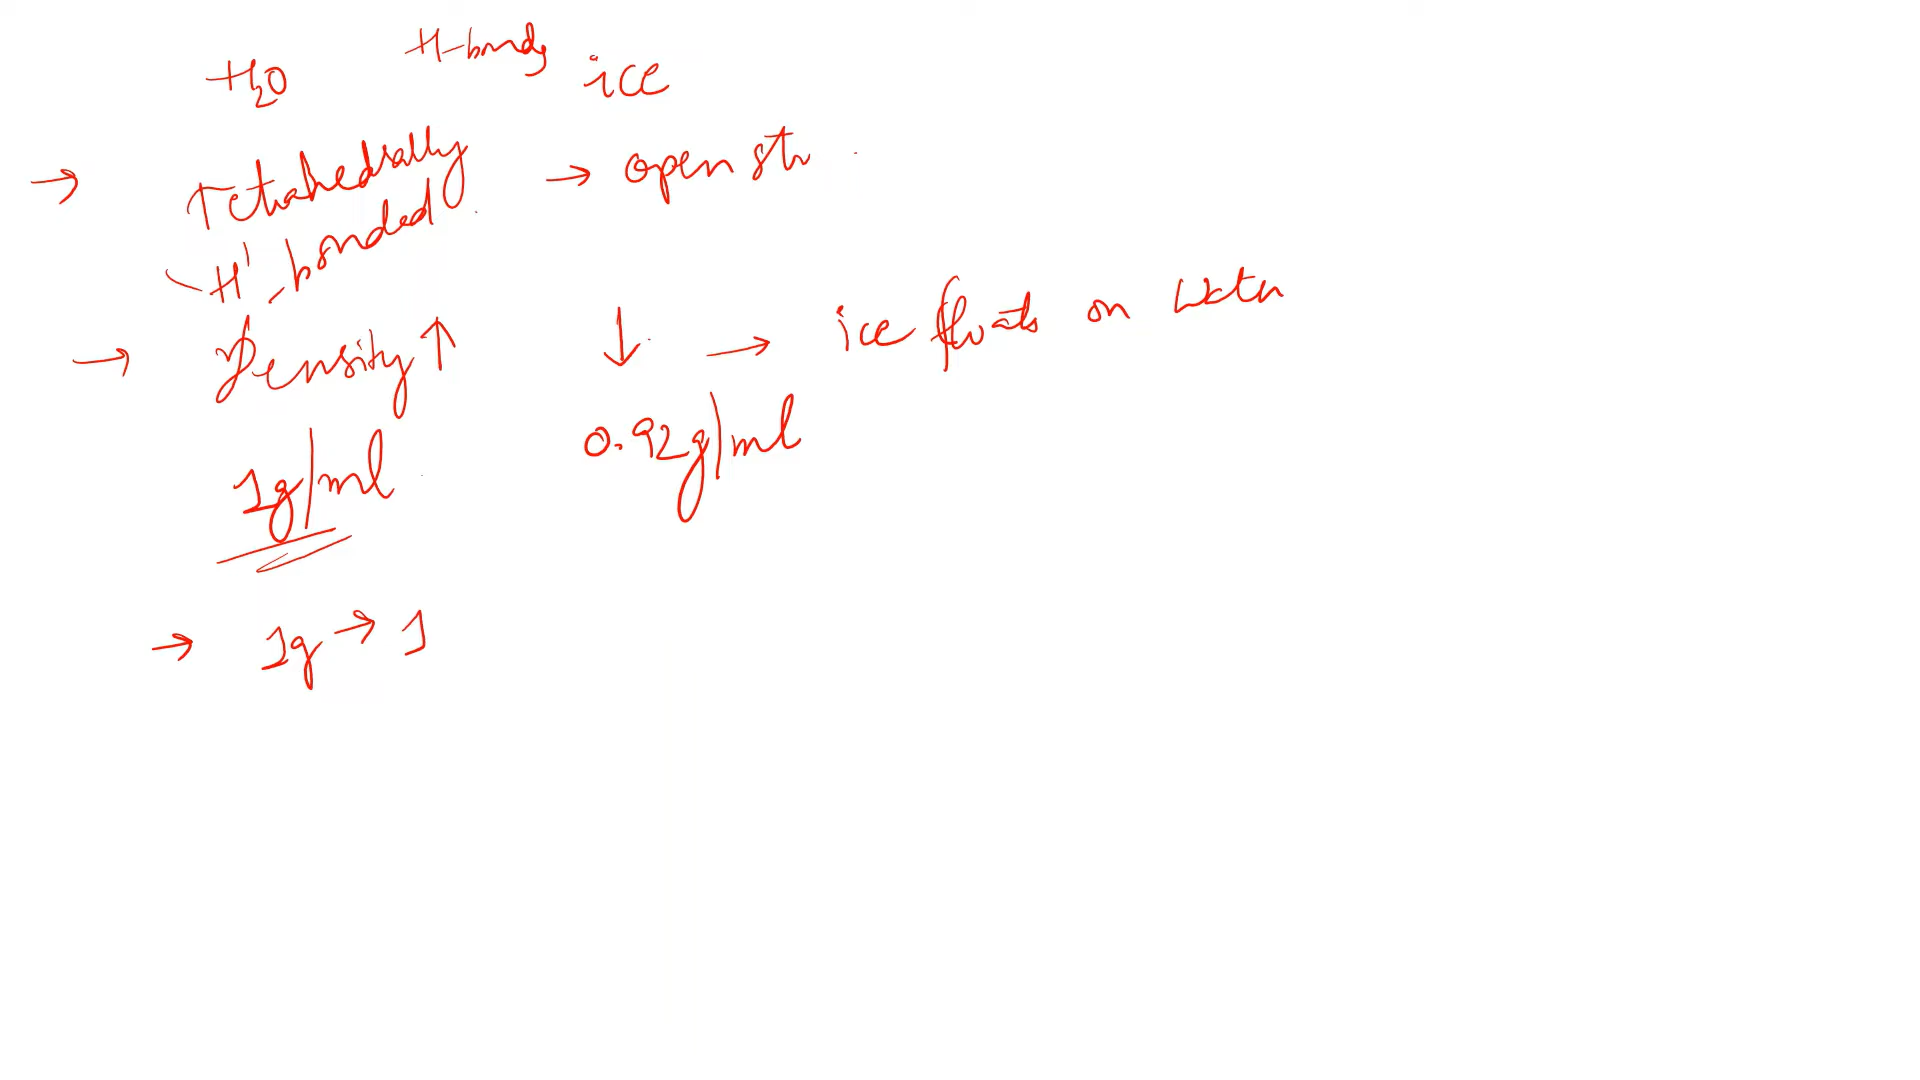 H2O H-bonds ice
→ Tetrahedrally → open str
H-bonded
→ Density ↑ ↓ → ice floats on water
1g/ml 0.92g/ml
→ 1g → 1